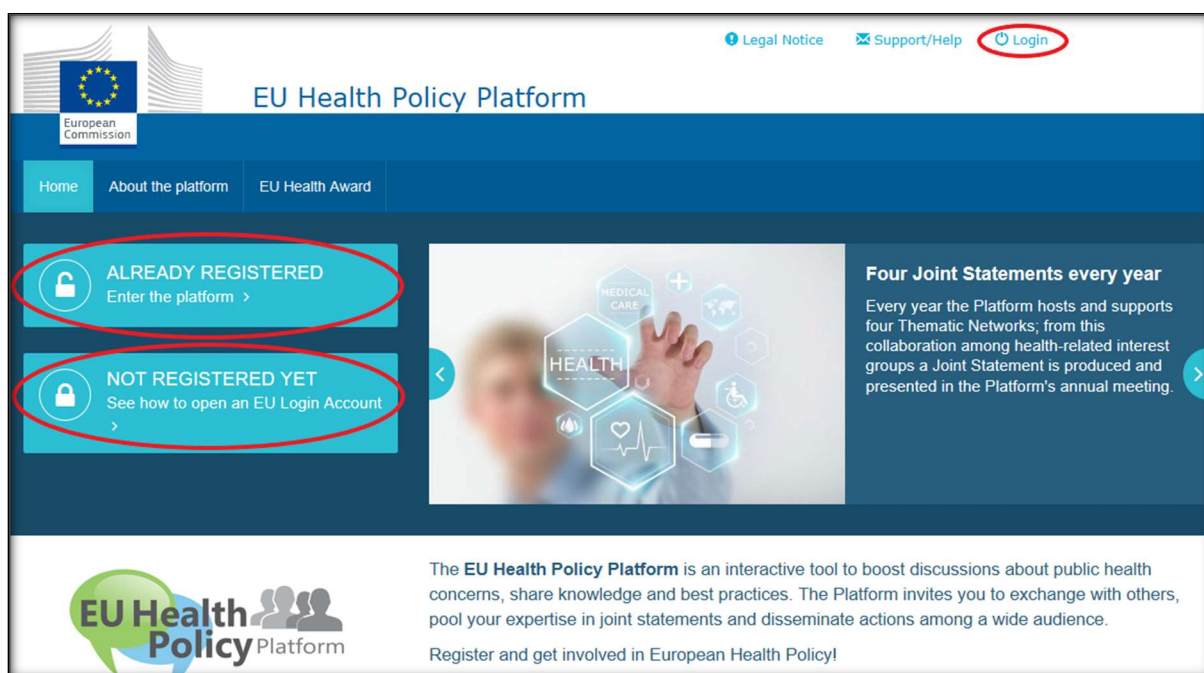 Legal Notice
Support/Help
Login
European
Commission
EU Health Policy Platform
Home
About the platform
EU Health Award
ALREADY REGISTERED
Enter the platform >
NOT REGISTERED YET
See how to open an EU Login Account
>
MEDICAL
CARE
HEALTH
Four Joint Statements every year
Every year the Platform hosts and supports
four Thematic Networks; from this
collaboration among health-related interest
groups a Joint Statement is produced and
presented in the Platform's annual meeting.
EU Health
Policy Platform
The EU Health Policy Platform is an interactive tool to boost discussions about public health
concerns, share knowledge and best practices. The Platform invites you to exchange with others,
pool your expertise in joint statements and disseminate actions among a wide audience.
Register and get involved in European Health Policy!